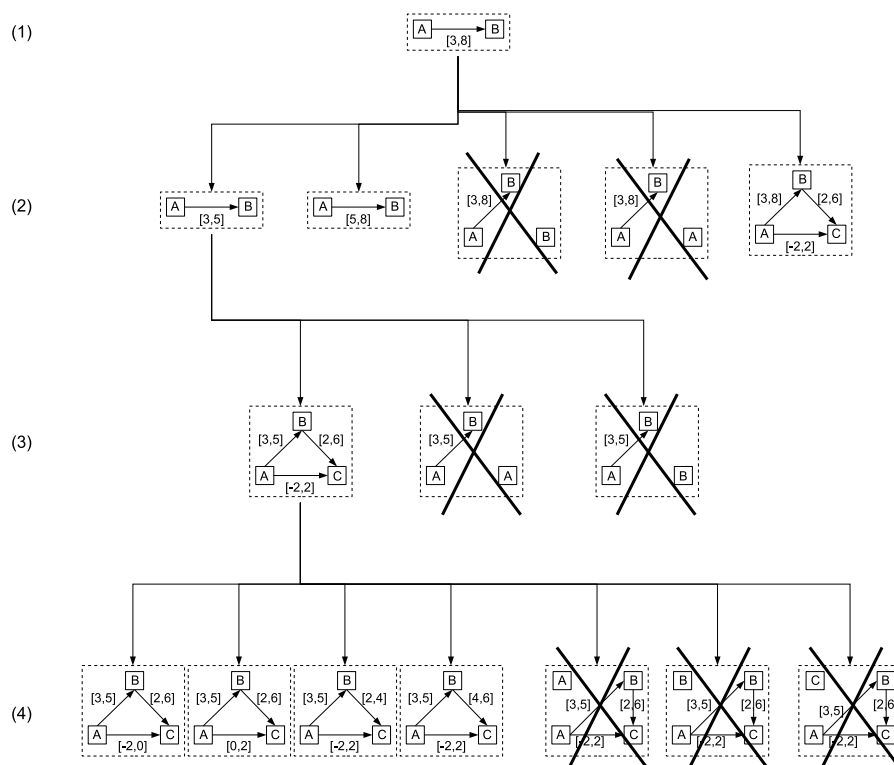 (1)
A B
[3,8]
(2)
A B
[3,5]
A B
[5,8]
B
[3,8]
A B
B
[3,8]
A A
B
[3,8] [2,6]
A C
[-2,2]
(3)
B
[3,5] [2,6]
A C
[-2,2]
B
[3,5]
A A
B
[3,5]
A B
(4)
B
[3,5] [2,6]
A C
[-2,0]
B
[3,5] [2,6]
A C
[0,2]
B
[3,5] [2,4]
A C
[-2,2]
B
[3,5] [4,6]
A C
[-2,2]
A B
[3,5] [2,6]
A C
[-2,2]
B B
[3,5] [2,6]
A C
[-2,2]
C B
[3,5] [2,6]
A C
[-2,2]